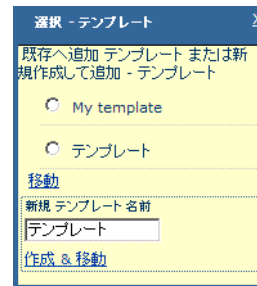 選択 - テンプレート
既存へ追加 テンプレート または新
規作成して追加 - テンプレート
My template
テンプレート
移動
新規 テンプレート 名前
テンプレート
作成 & 移動